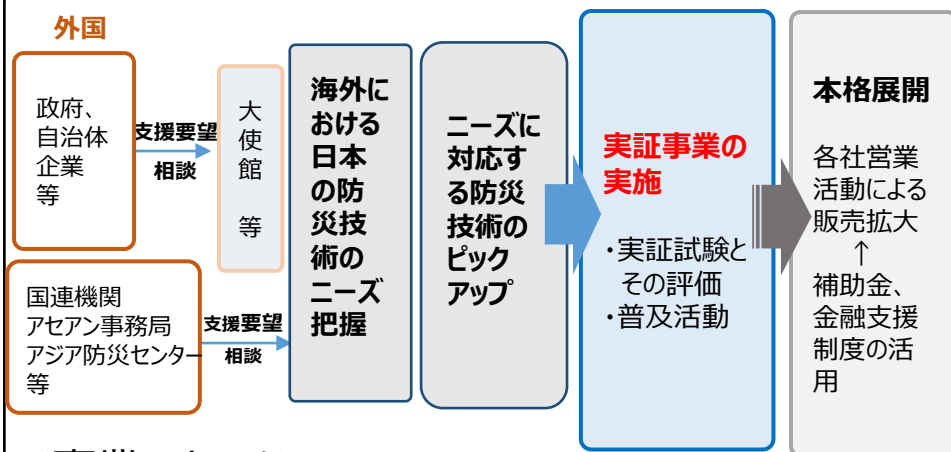 外国
政府、
自治体
企業
等
支援要望
相談
大
使
館
等
国連機関
アセアン事務局
アジア防災センター
等
支援要望
相談
海外に
おける
日本
の防
災技
術の
ニーズ
把握
ニーズに
対応す
る防災
技術の
ピック
アップ
実証事業の
実施
・実証試験と
その評価
・普及活動
本格展開
各社営業
活動による
販売拡大
↑
補助金、
金融支援
制度の活
用